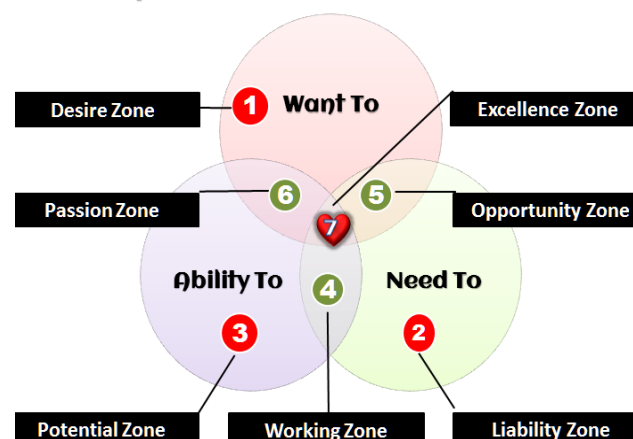 1
Want To
Desire Zone
Excellence Zone
6
5
Passion Zone
Opportunity Zone
7
Ability To
4
Need To
3
2
Potential Zone
Working Zone
Liability Zone